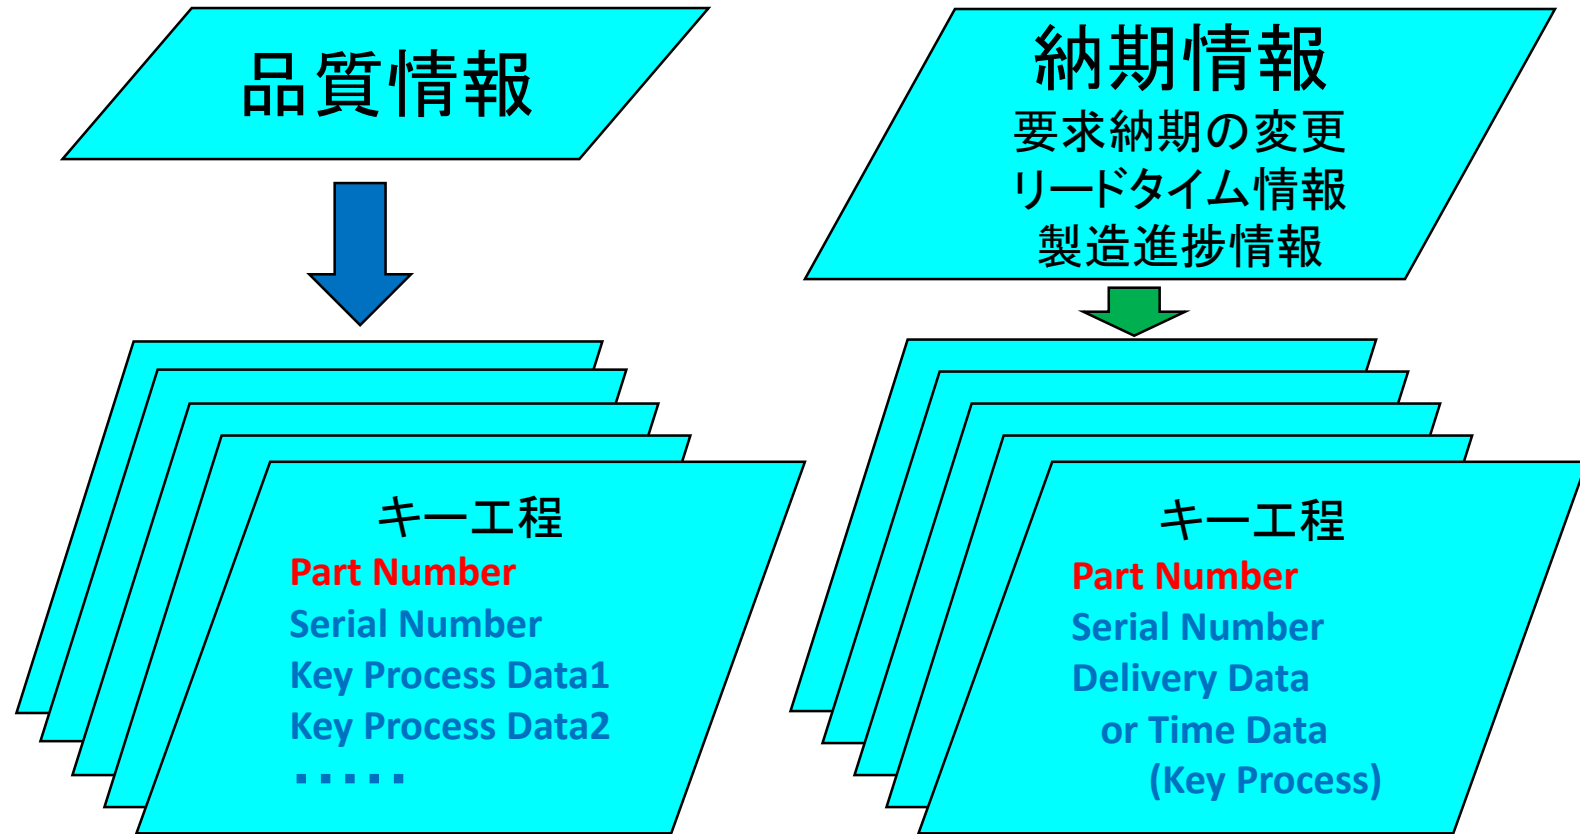 品質情報
納期情報
要求納期の変更
リードタイム情報
製造進捗情報
キー工程
Part Number
Serial Number
Key Process Data1
Key Process Data2
・・・・・
キー工程
Part Number
Serial Number
Delivery Data
or Time Data
(Key Process)